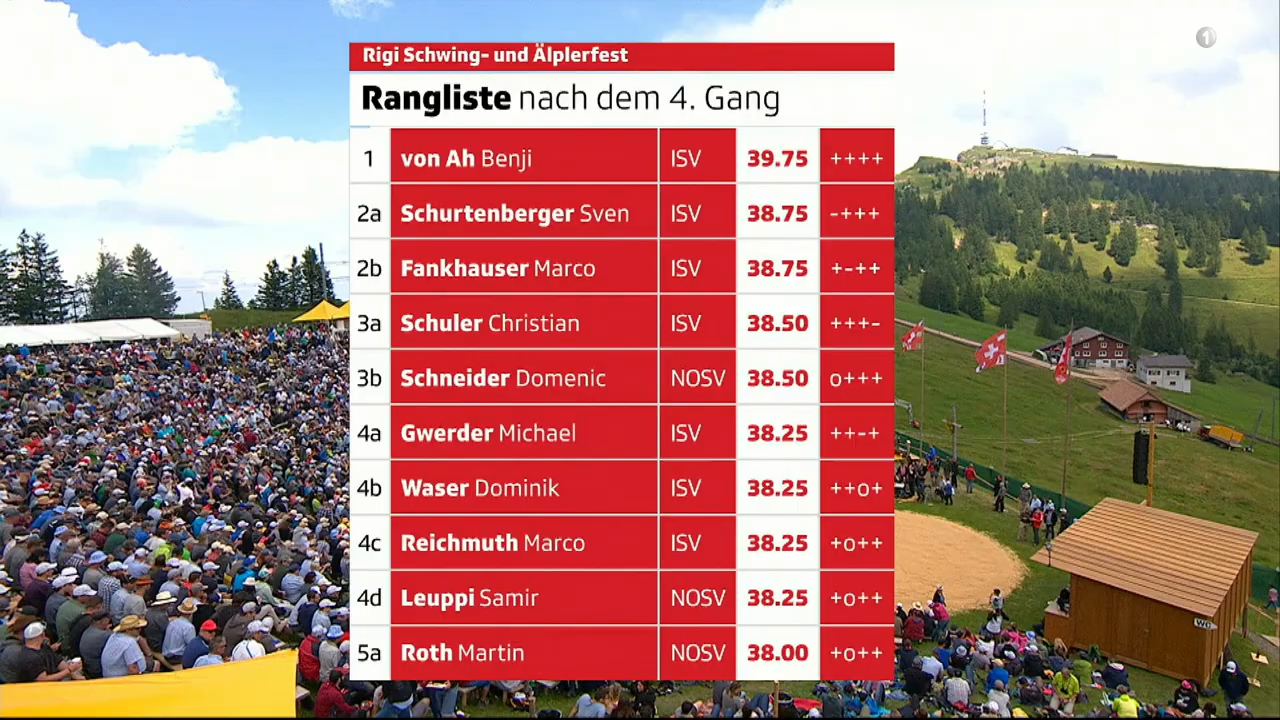 1
Rigi Schwing- und Älplerfest
Rangliste nach dem 4. Gang
1 von Ah Benji ISV 39.75 ++++
2a Schurtenberger Sven ISV 38.75 -+++
2b Fankhauser Marco ISV 38.75 +-++
3a Schuler Christian ISV 38.50 +++-
3b Schneider Domenic NOSV 38.50 o+++
4a Gwerder Michael ISV 38.25 ++-+
4b Waser Dominik ISV 38.25 ++o+
4c Reichmuth Marco ISV 38.25 +o++
4d Leuppi Samir NOSV 38.25 +o++
5a Roth Martin NOSV 38.00 +o++
WC